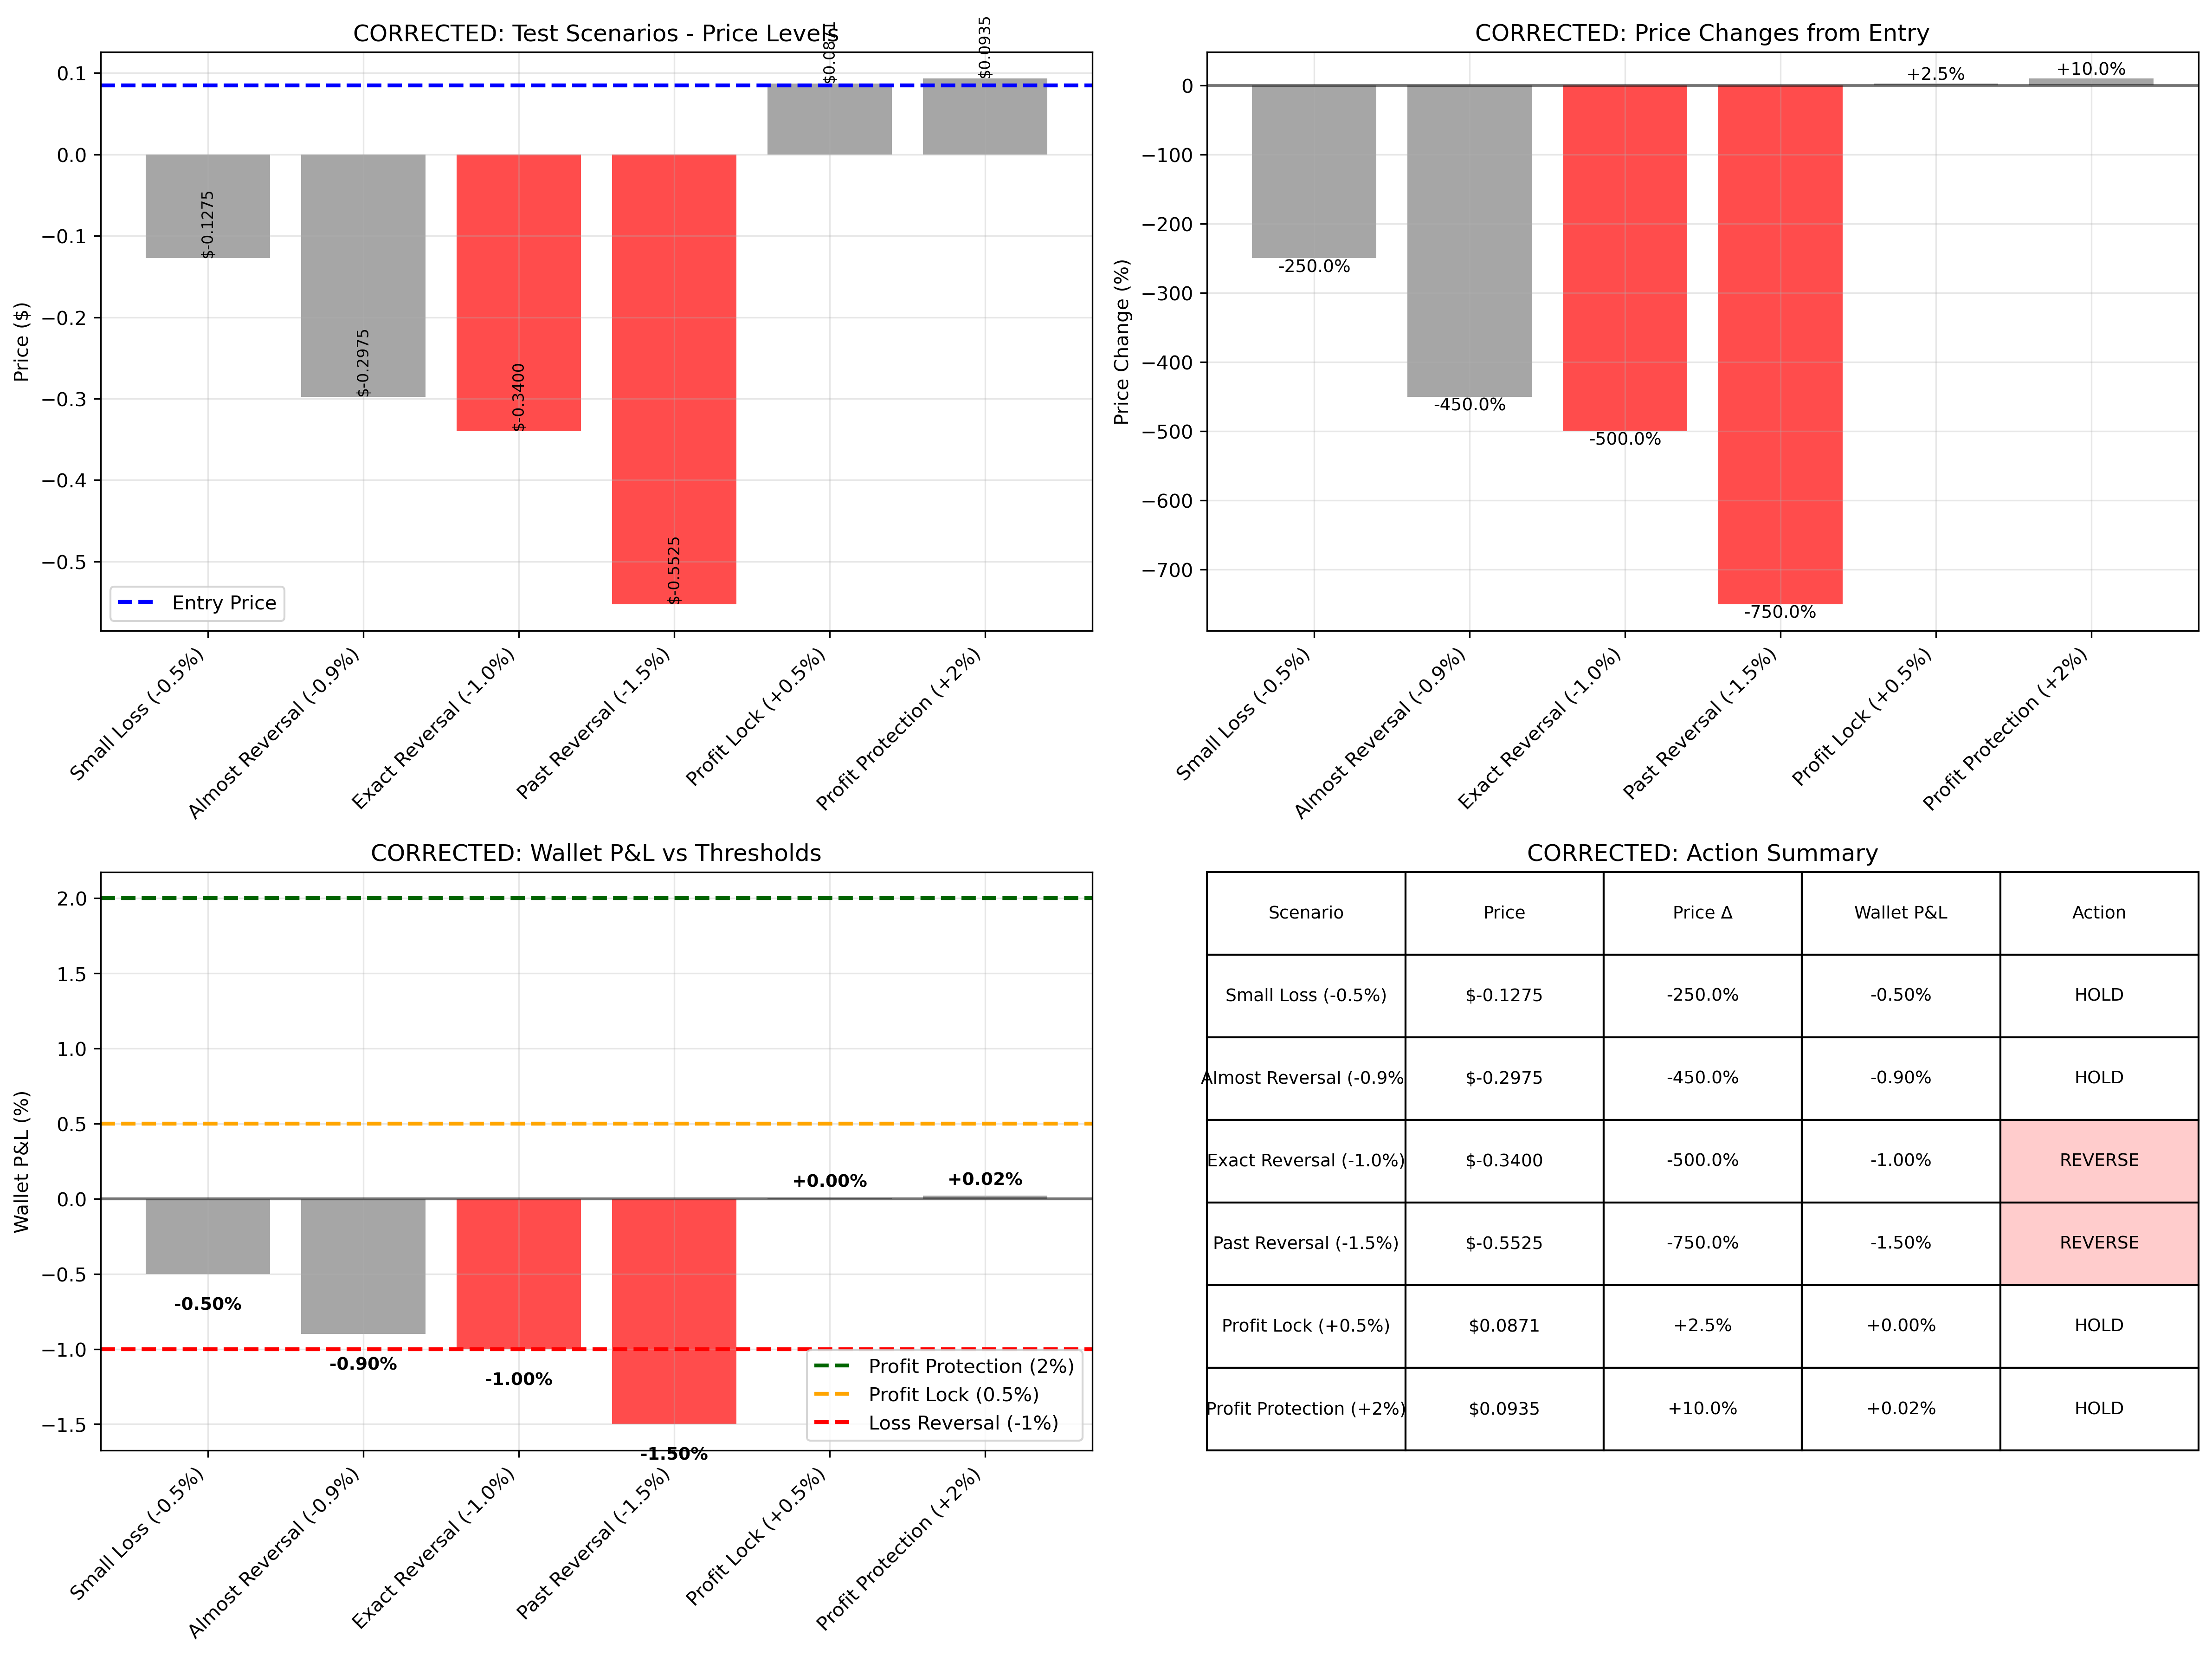 CORRECTED: Test Scenarios - Price Levels
$0.0871
$0.0935
0.1
0.0
−0.1
−0.2
−0.3
−0.4
−0.5
Price ($)
$-0.1275
$-0.2975
$-0.3400
$-0.5525
Entry Price
Small Loss (-0.5%)
Almost Reversal (-0.9%)
Exact Reversal (-1.0%)
Past Reversal (-1.5%)
Profit Lock (+0.5%)
Profit Protection (+2%)
CORRECTED: Price Changes from Entry
0
−100
−200
−300
−400
−500
−600
−700
Price Change (%)
-250.0%
-450.0%
-500.0%
-750.0%
+2.5%
+10.0%
Small Loss (-0.5%)
Almost Reversal (-0.9%)
Exact Reversal (-1.0%)
Past Reversal (-1.5%)
Profit Lock (+0.5%)
Profit Protection (+2%)
CORRECTED: Wallet P&L vs Thresholds
2.0
1.5
1.0
0.5
0.0
−0.5
−1.0
−1.5
Wallet P&L (%)
-0.50%
-0.90%
-1.00%
-1.50%
+0.00%
+0.02%
Profit Protection (2%)
Profit Lock (0.5%)
Loss Reversal (-1%)
Small Loss (-0.5%)
Almost Reversal (-0.9%)
Exact Reversal (-1.0%)
Past Reversal (-1.5%)
Profit Lock (+0.5%)
Profit Protection (+2%)
CORRECTED: Action Summary
Scenario Price Price Δ Wallet P&L Action
Small Loss (-0.5%) $-0.1275 -250.0% -0.50% HOLD
Almost Reversal (-0.9% $-0.2975 -450.0% -0.90% HOLD
Exact Reversal (-1.0%) $-0.3400 -500.0% -1.00% REVERSE
Past Reversal (-1.5%) $-0.5525 -750.0% -1.50% REVERSE
Profit Lock (+0.5%) $0.0871 +2.5% +0.00% HOLD
Profit Protection (+2%) $0.0935 +10.0% +0.02% HOLD